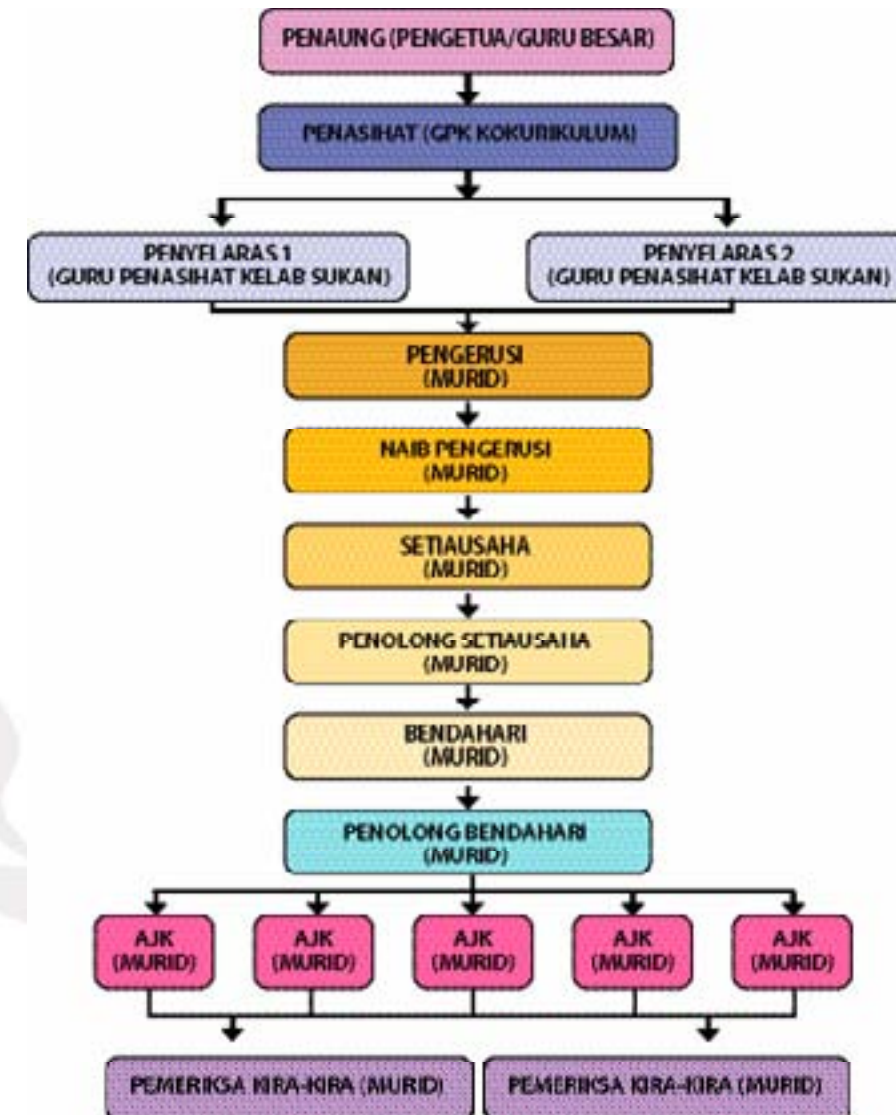 PENAUNG (PENGETUA/GURU BESAR)
PENASIHAT (GPK KOKURIKULUM)
PENYELARAS 1
(GURU PENASIHAT KELAB SUKAN)
PENYELARAS 2
(GURU PENASIHAT KELAB SUKAN)
PENGERUSI
(MURID)
NAIB PENGERUSI
(MURID)
SETIAUSAHA
(MURID)
PENOLONG SETIAUSAHA
(MURID)
BENDAHARI
(MURID)
PENOLONG BENDAHARI
(MURID)
AJK
(MURID)
AJK
(MURID)
AJK
(MURID)
AJK
(MURID)
AJK
(MURID)
PEMERIKSA KIRA-KIRA (MURID)
PEMERIKSA KIRA-KIRA (MURID)